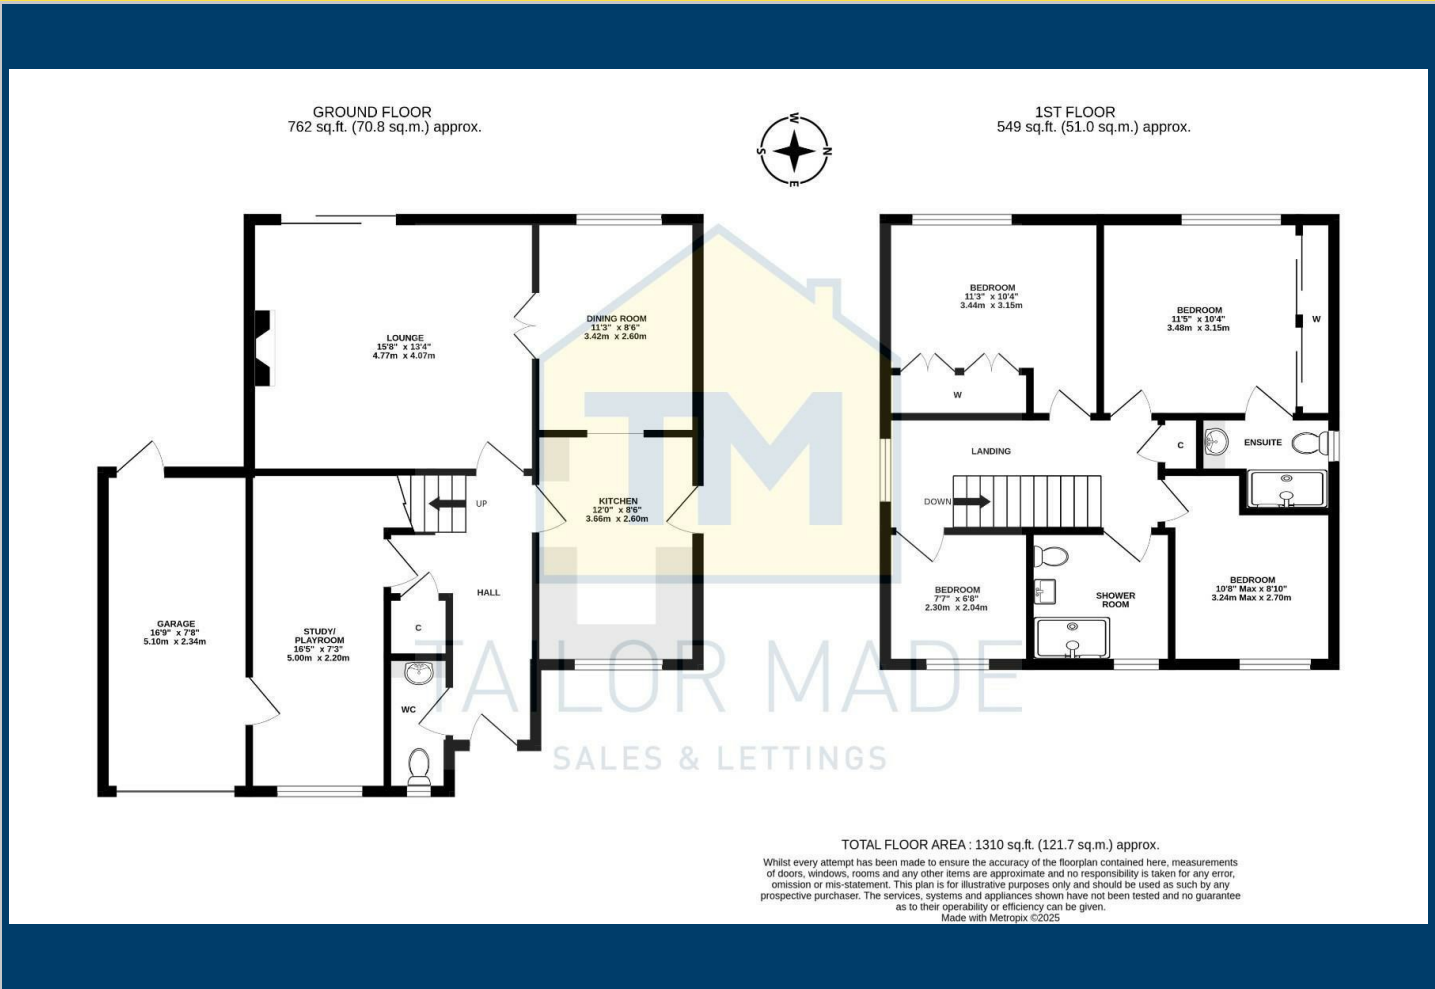 GROUND FLOOR
762 sq.ft. (70.8 sq.m.) approx.
1ST FLOOR
549 sq.ft. (51.0 sq.m.) approx.
W
S
N
E
LOUNGE
15'8" x 13'4"
4.77m x 4.07m
DINING ROOM
11'3" x 8'6"
3.42m x 2.60m
KITCHEN
12'0" x 8'6"
3.66m x 2.60m
UP
HALL
C
WC
GARAGE
16'9" x 7'8"
5.10m x 2.34m
STUDY/
PLAYROOM
16'5" x 7'3"
5.00m x 2.20m
BEDROOM
11'3" x 10'4"
3.44m x 3.15m
W
BEDROOM
11'5" x 10'4"
3.48m x 3.15m
W
LANDING
C
ENSUITE
DOWN
BEDROOM
7'7" x 6'8"
2.30m x 2.04m
SHOWER
ROOM
BEDROOM
10'8" Max x 8'10"
3.24m Max x 2.70m
TM
TAILOR MADE
SALES & LETTINGS
TOTAL FLOOR AREA : 1310 sq.ft. (121.7 sq.m.) approx.
Whilst every attempt has been made to ensure the accuracy of the floorplan contained here, measurements
of doors, windows, rooms and any other items are approximate and no responsibility is taken for any error,
omission or mis-statement. This plan is for illustrative purposes only and should be used as such by any
prospective purchaser. The services, systems and appliances shown have not been tested and no guarantee
as to their operability or efficiency can be given.
Made with Metropix ©2025